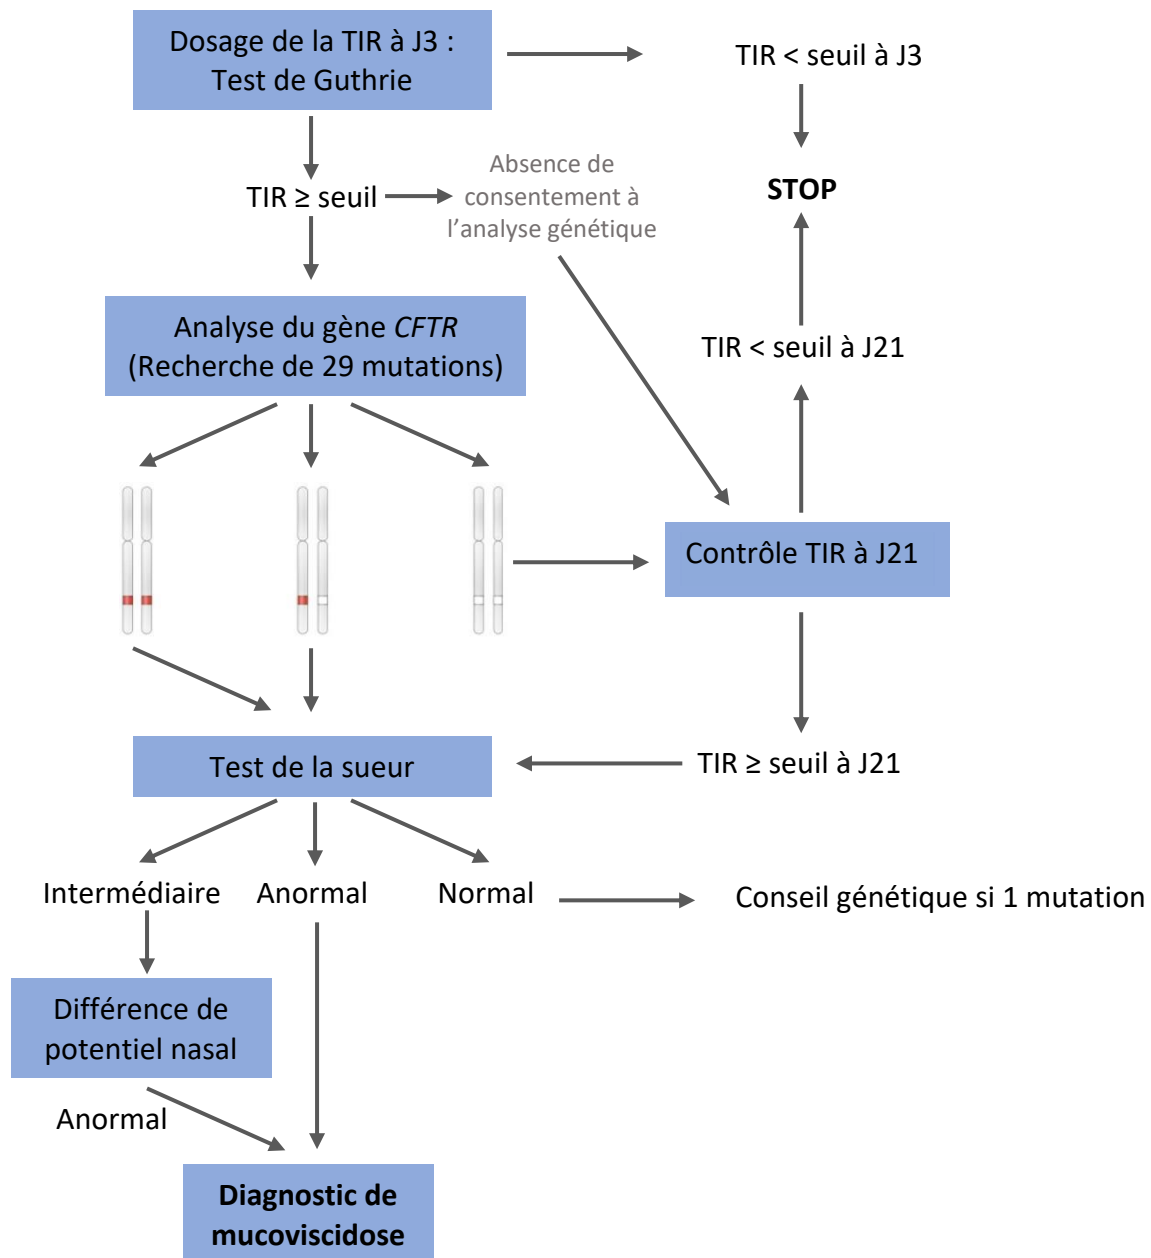 Dosage de la TIR à J3 :
Test de Guthrie
TIR < seuil à J3
STOP
TIR ≥ seuil
Absence de
consentement à
l’analyse génétique
Analyse du gène CFTR
(Recherche de 29 mutations)
TIR < seuil à J21
Contrôle TIR à J21
TIR ≥ seuil à J21
Test de la sueur
Intermédiaire
Anormal
Normal
Conseil génétique si 1 mutation
Différence de
potentiel nasal
Anormal
Diagnostic de
mucoviscidose